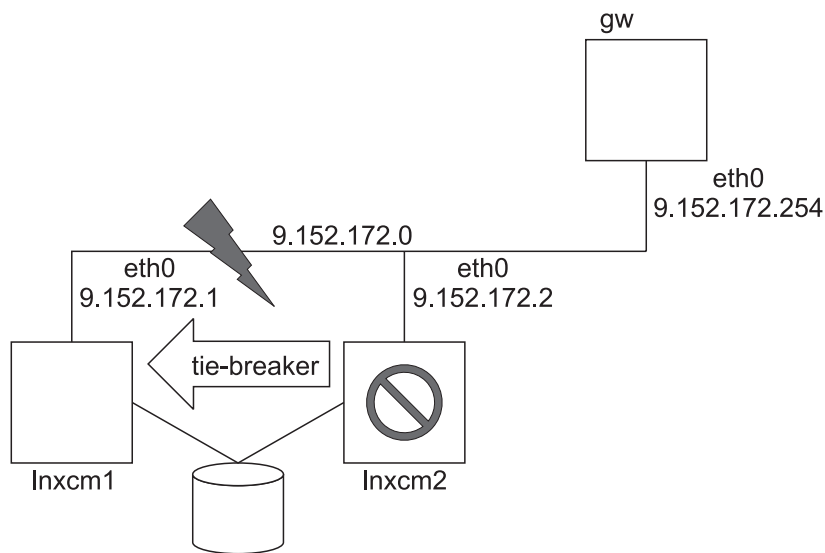 gw
eth0
9.152.172.254
9.152.172.0
eth0
9.152.172.1
eth0
9.152.172.2
tie-breaker
lnxcm1
lnxcm2